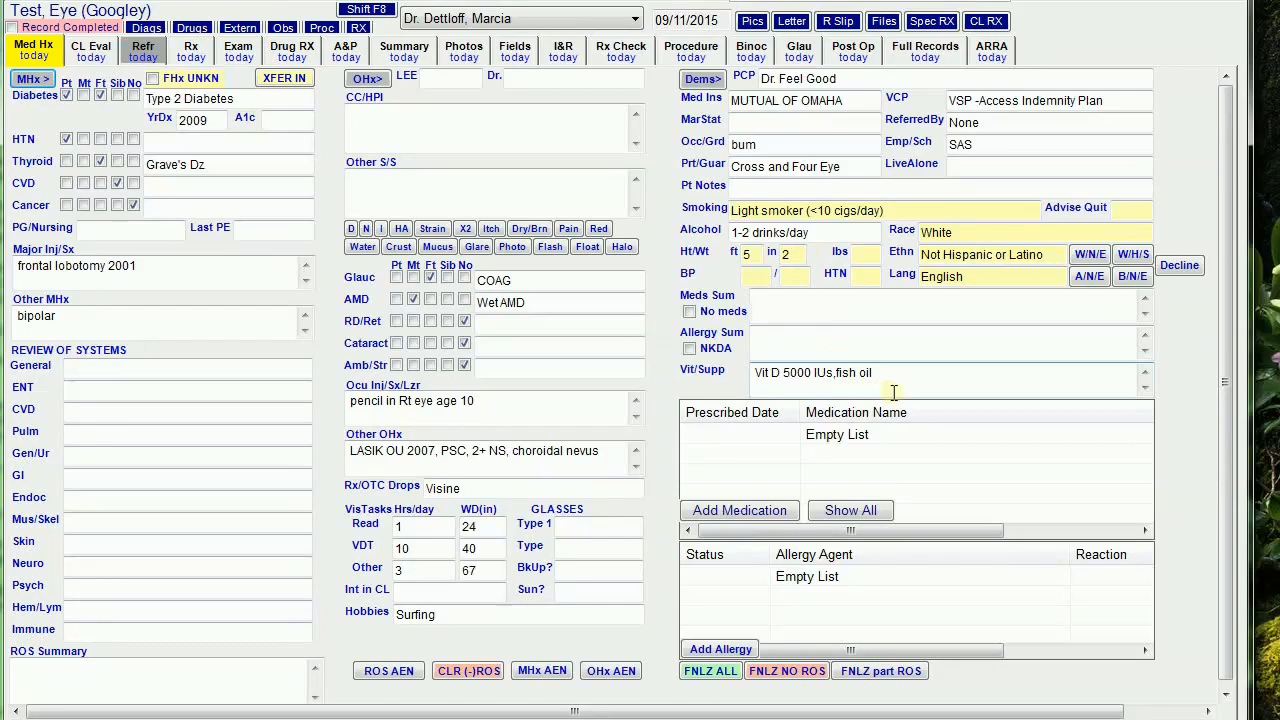 Test, Eye (Googley)
Record Completed Diags Drugs Extern Obs Proc RX
Shift F8
Dr. Dettloff, Marcia 09/11/2015 Pics Letter R Slip Files Spec RX CL RX
Med Hx today
CL Eval today
Refr today
Rx today
Exam today
Drug RX today
A&P today
Summary today
Photos today
Fields today
I&R today
Rx Check today
Procedure today
Binoc today
Glau today
Post Op today
Full Records today
ARRA today
MHx > Pt Mt Ft Sib No FHx UNKN XFER IN
Diabetes Type 2 Diabetes
YrDx 2009 A1c
HTN
Thyroid Grave's Dz
CVD
Cancer
PG/Nursing Last PE
Major Inj/Sx
frontal lobotomy 2001
Other MHx
bipolar
REVIEW OF SYSTEMS
General
ENT
CVD
Pulm
Gen/Ur
GI
Endoc
Mus/Skel
Skin
Neuro
Psych
Hem/Lym
Immune
ROS Summary
OHx> LEE Dr.
CC/HPI
Other S/S
D N I HA Strain X2 Itch Dry/Brn Pain Red
Water Crust Mucus Glare Photo Flash Float Halo
Pt Mt Ft Sib No
Glauc COAG
AMD Wet AMD
RD/Ret
Cataract
Amb/Str
Ocu Inj/Sx/Lzr
pencil in Rt eye age 10
Other OHx
LASIK OU 2007, PSC, 2+ NS, choroidal nevus
Rx/OTC Drops Visine
VisTasks Hrs/day WD(in) GLASSES
Read 1 24 Type 1
VDT 10 40 Type
Other 3 67 BkUp?
Int in CL Sun?
Hobbies Surfing
ROS AEN CLR (-)ROS MHx AEN OHx AEN
Dems> PCP Dr. Feel Good
Med Ins MUTUAL OF OMAHA VCP VSP -Access Indemnity Plan
MarStat ReferredBy None
Occ/Grd bum Emp/Sch SAS
Prt/Guar Cross and Four Eye LiveAlone
Pt Notes
Smoking Light smoker (<10 cigs/day) Advise Quit
Alcohol 1-2 drinks/day Race White
Ht/Wt ft 5 in 2 lbs Ethn Not Hispanic or Latino W/N/E W/H/S Decline
BP / HTN Lang English A/N/E B/N/E
Meds Sum
No meds
Allergy Sum
NKDA
Vit/Supp Vit D 5000 IUs,fish oil
Prescribed Date Medication Name
Empty List
Add Medication Show All
Status Allergy Agent Reaction
Empty List
Add Allergy
FNLZ ALL FNLZ NO ROS FNLZ part ROS